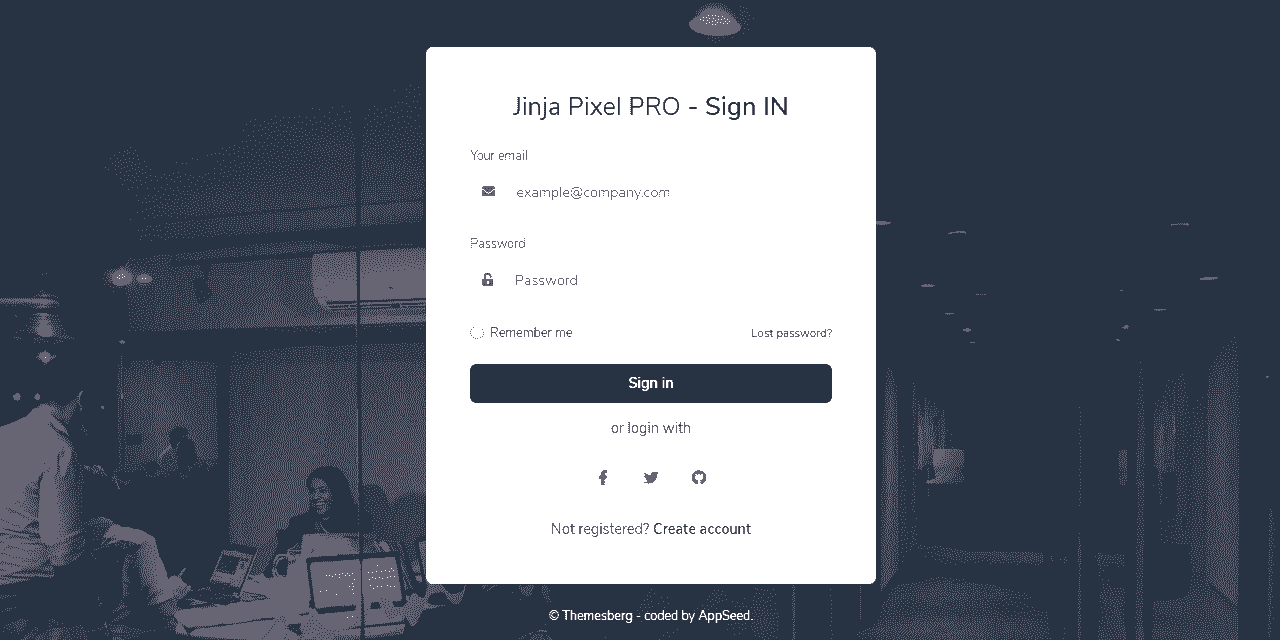 Jinja Pixel PRO - Sign IN
Your email
example@company.com
Password
Password
Remember me
Lost password?
Sign in
or login with
Not registered? Create account
© Themesberg - coded by AppSeed.